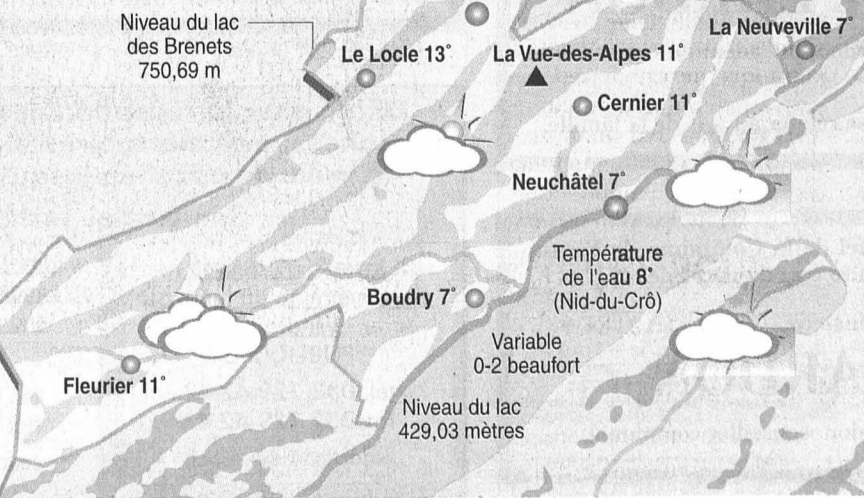 Niveau du lac
des Brenets
750,69 m
Le Locle 13°
La Vue-des-Alpes 11°
La Neuveville 7°
Cernier 11°
Neuchâtel 7°
Température
de l'eau 8°
(Nid-du-Crô)
Boudry 7°
Variable
0-2 beaufort
Fleurier 11°
Niveau du lac
429,03 mètres